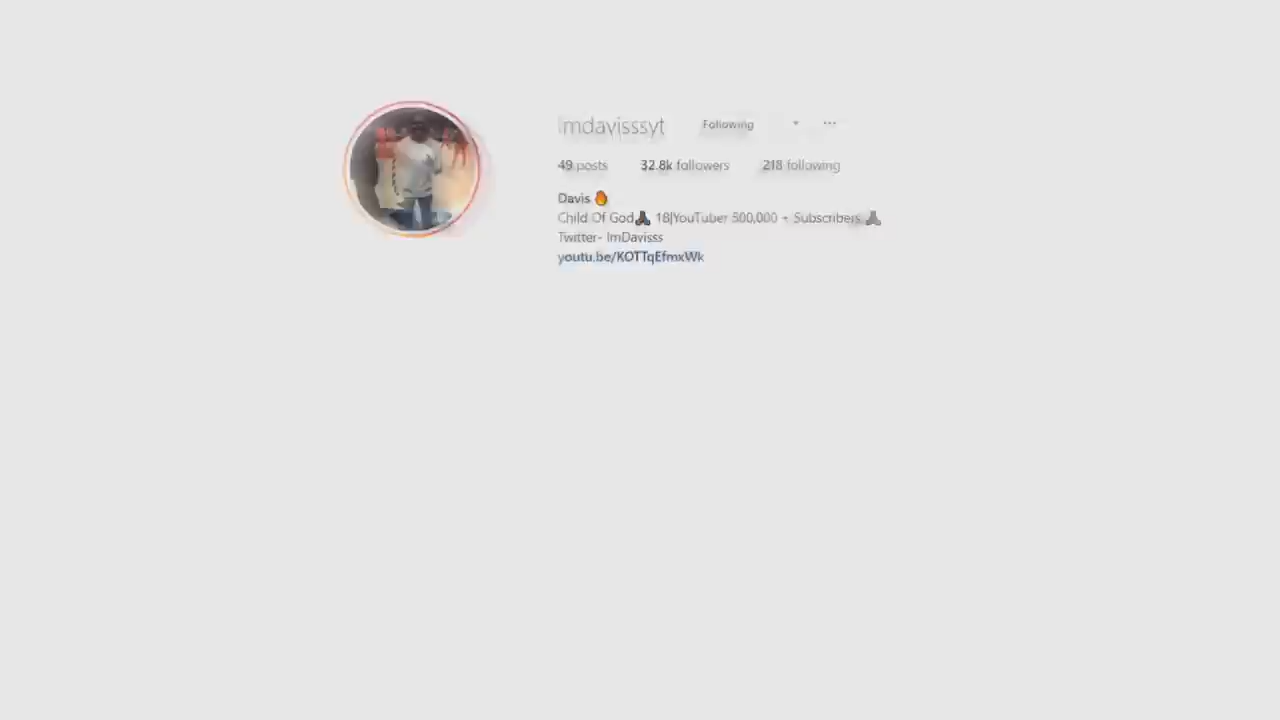 imdavisssyt Following ...
49 posts 32.8k followers 218 following
Davis 🔥
Child Of God🙏🏿 18|YouTuber 500,000 + Subscribers 🙏🏿
Twitter- ImDavisss
youtu.be/KOTTqEfmxWk